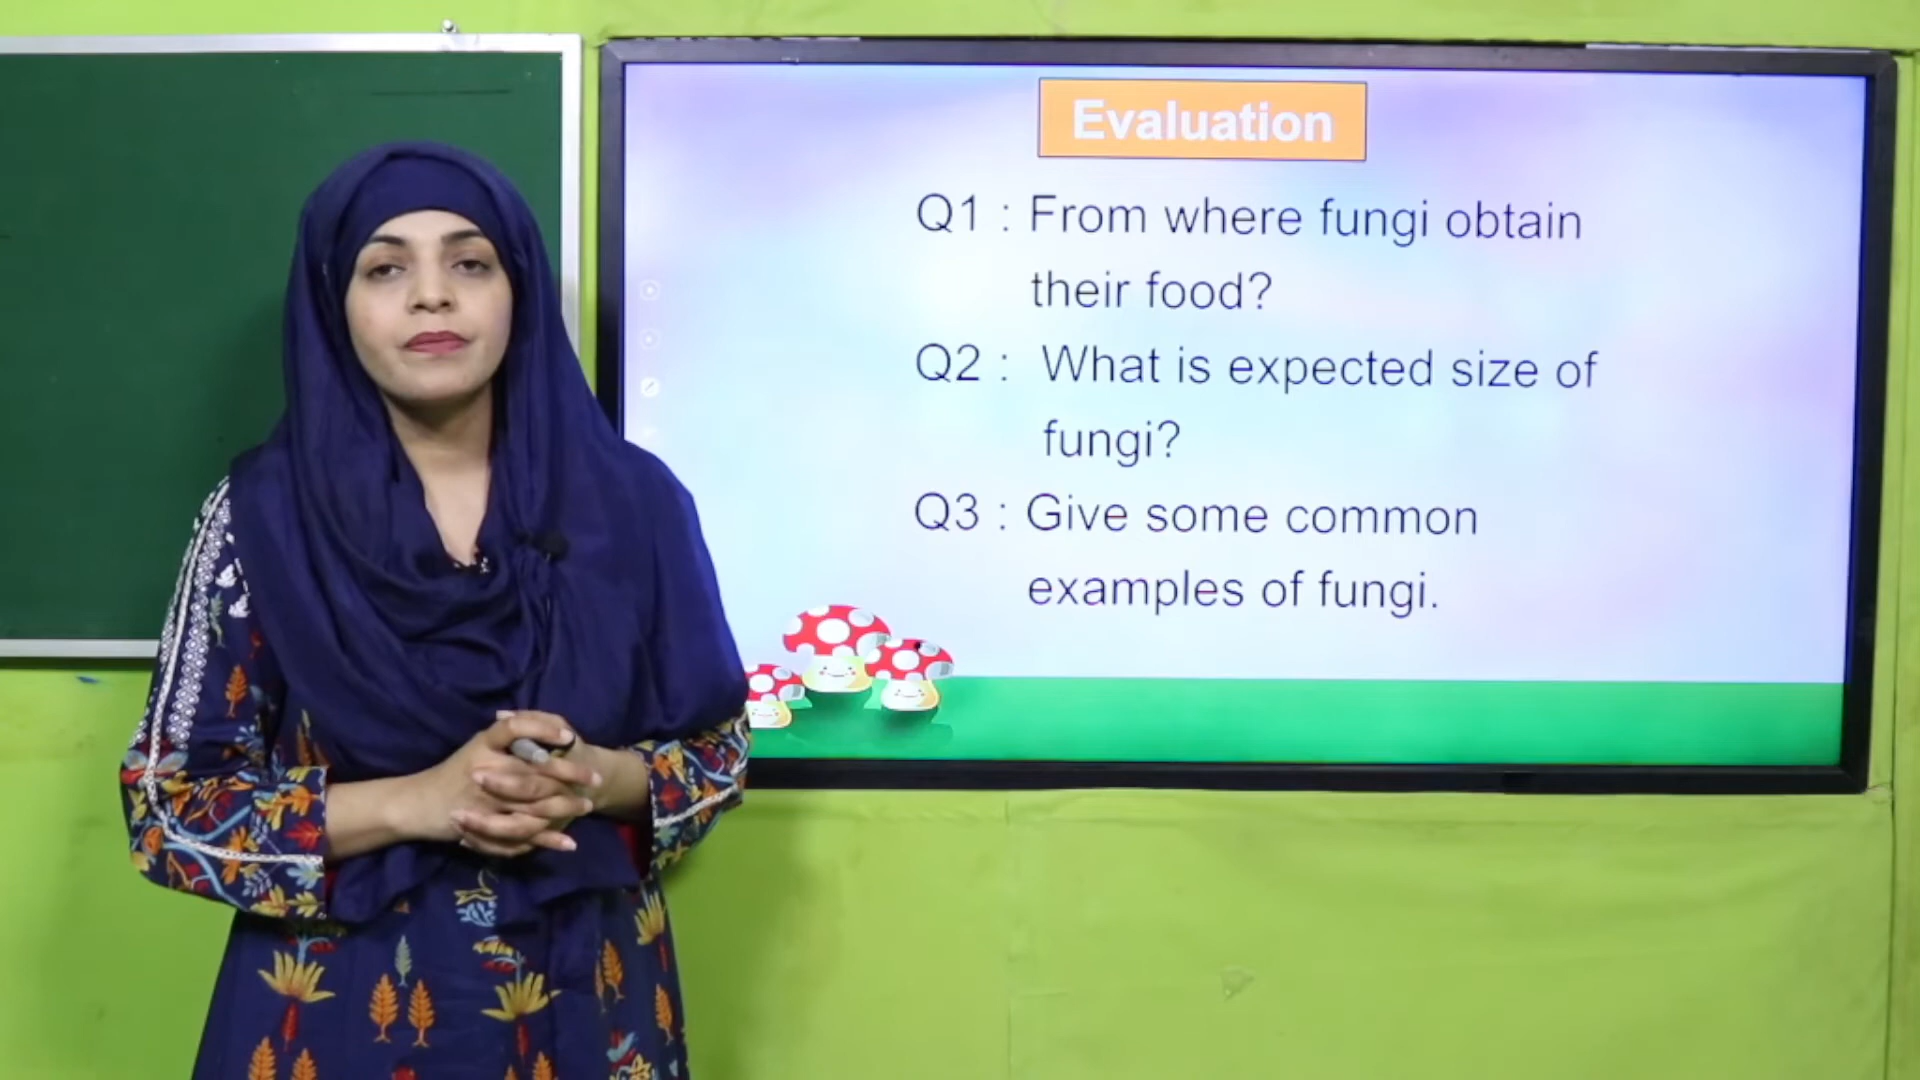 Evaluation
Q1 : From where fungi obtain
their food?
Q2 : What is expected size of
fungi?
Q3 : Give some common
examples of fungi.